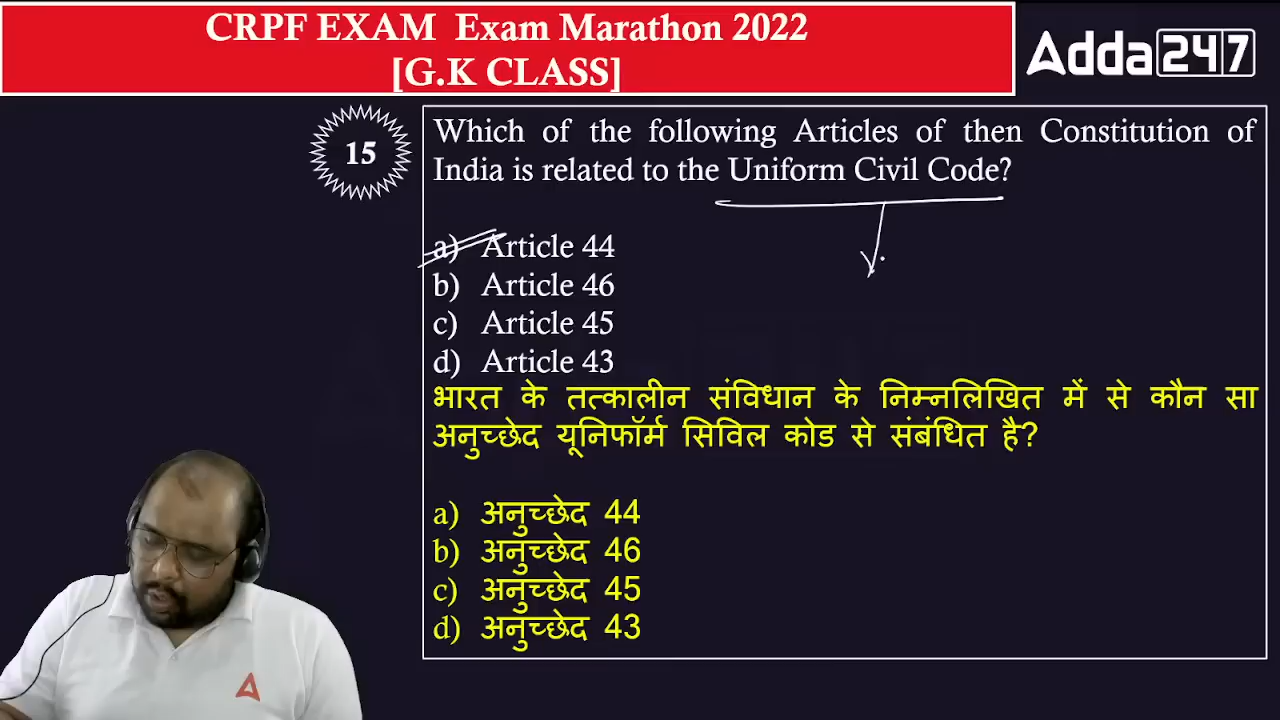 CRPF EXAM Exam Marathon 2022
[G.K CLASS]
Adda247
15
Which of the following Articles of then Constitution of
India is related to the Uniform Civil Code?
a) Article 44
b) Article 46
c) Article 45
d) Article 43
भारत के तत्कालीन संविधान के निम्नलिखित में से कौन सा
अनुच्छेद यूनिफॉर्म सिविल कोड से संबंधित है?
a) अनुच्छेद 44
b) अनुच्छेद 46
c) अनुच्छेद 45
d) अनुच्छेद 43